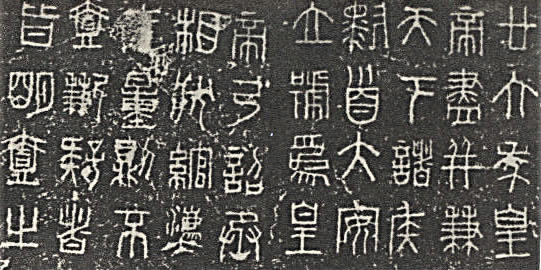 廿六年皇
帝盡并兼
天下諸矦
黔首大安
立號為皇
帝乃詔丞
相狀綰灋
度量則不
壹歉疑者
皆明壹之